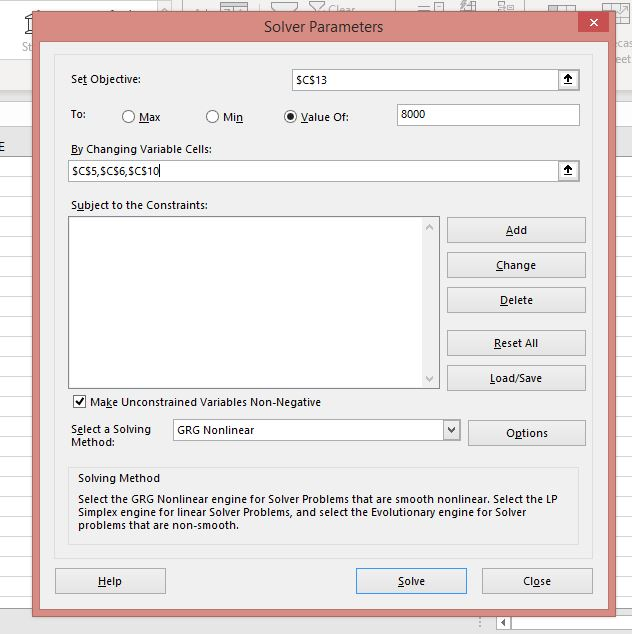 Clear
Solver Parameters
Set Objective:
$C$13
To:
Max
Min
Value Of:
8000
By Changing Variable Cells:
$C$5,$C$6,$C$10
Subject to the Constraints:
Add
Change
Delete
Reset All
Load/Save
Make Unconstrained Variables Non-Negative
Select a Solving
Method:
GRG Nonlinear
Options
Solving Method
Select the GRG Nonlinear engine for Solver Problems that are smooth nonlinear. Select the LP
Simplex engine for linear Solver Problems, and select the Evolutionary engine for Solver
problems that are non-smooth.
Help
Solve
Close